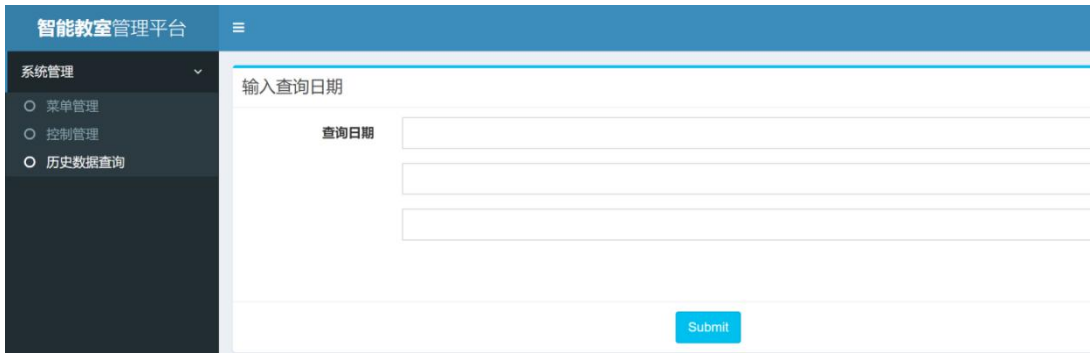 智能教室管理平台
系统管理
菜单管理
控制管理
历史数据查询
输入查询日期
查询日期
Submit